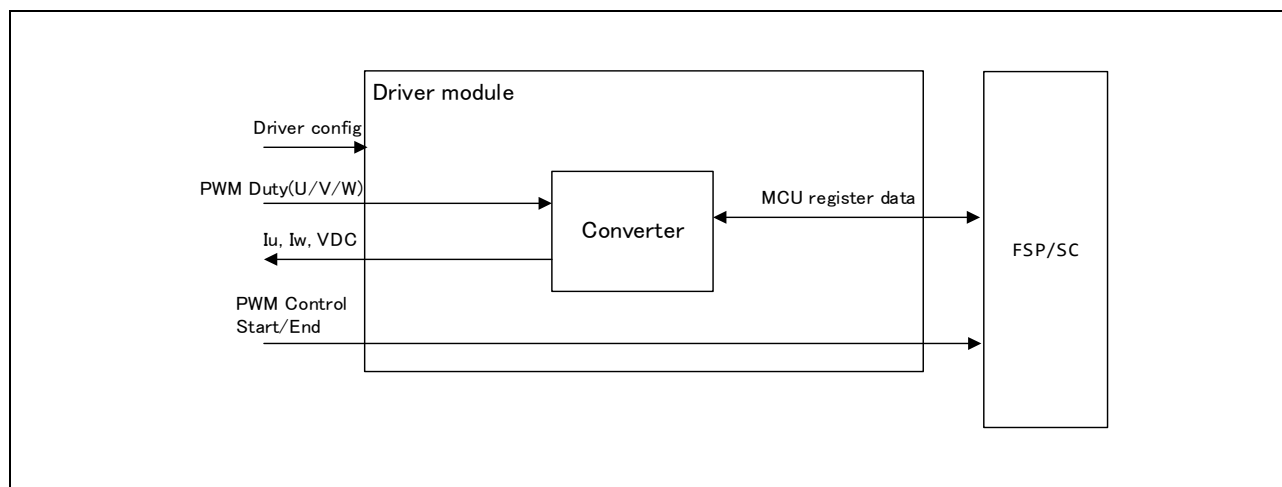 Driver module
Driver config
PWM Duty(U/V/W)
MCU register data
Converter
FSP/SC
Iu, Iw, VDC
PWM Control
Start/End